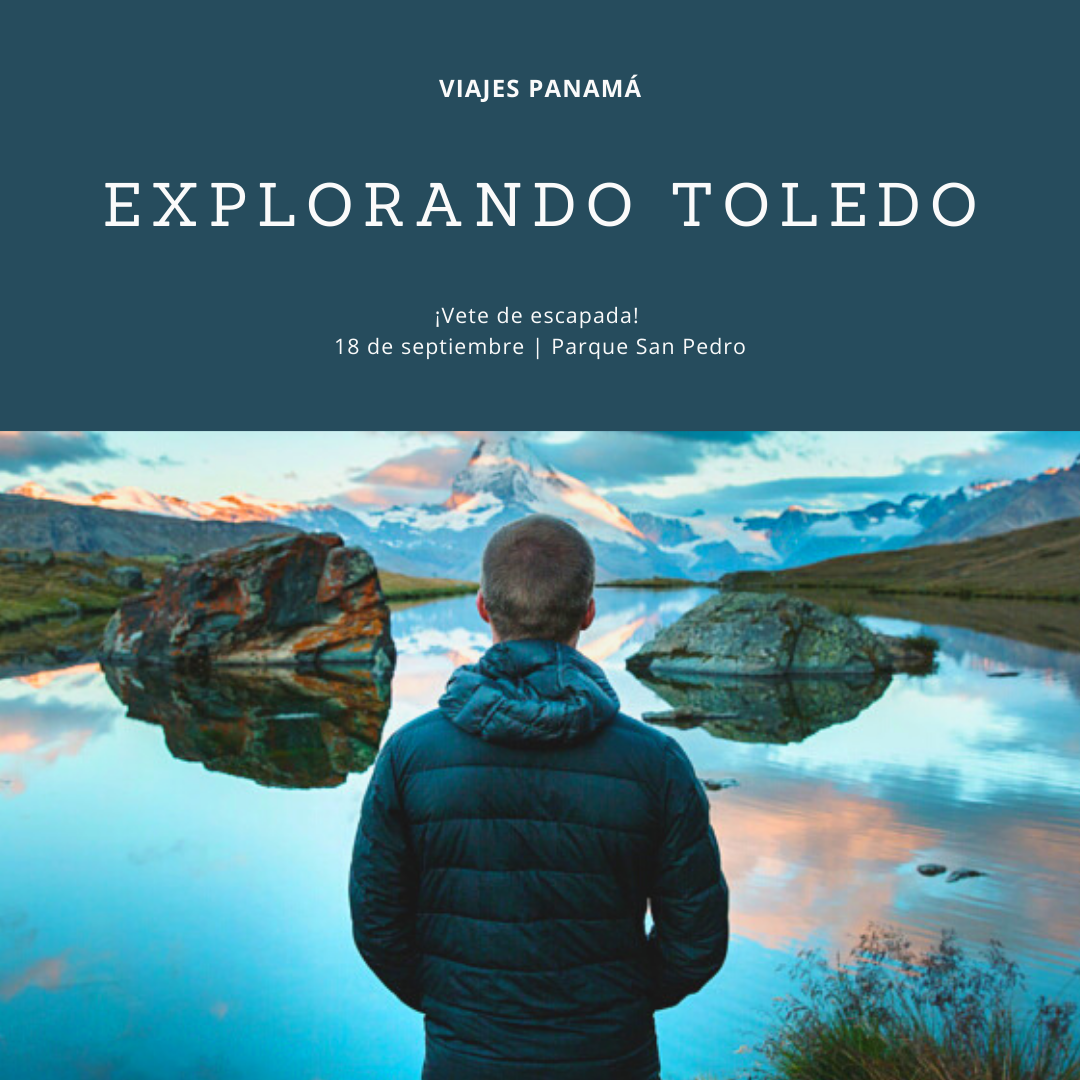 VIAJES PANAMÁ
EXPLORANDO TOLEDO
¡Vete de escapada!
18 de septiembre | Parque San Pedro